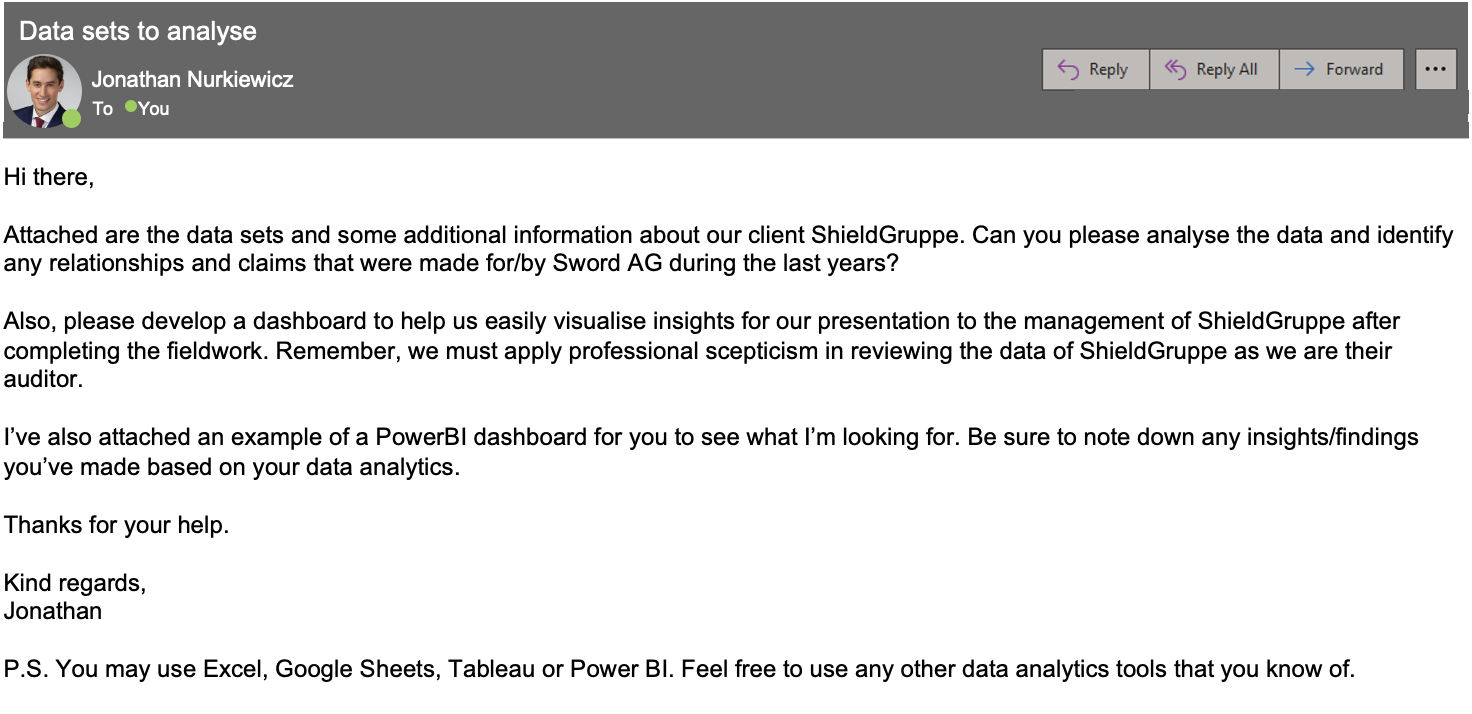 Data sets to analyse
Jonathan Nurkiewicz
To You
Reply
Reply All
Forward
Hi there,
Attached are the data sets and some additional information about our client ShieldGruppe. Can you please analyse the data and identify
any relationships and claims that were made for/by Sword AG during the last years?
Also, please develop a dashboard to help us easily visualise insights for our presentation to the management of ShieldGruppe after
completing the fieldwork. Remember, we must apply professional scepticism in reviewing the data of ShieldGruppe as we are their
auditor.
I’ve also attached an example of a PowerBI dashboard for you to see what I’m looking for. Be sure to note down any insights/findings
you’ve made based on your data analytics.
Thanks for your help.
Kind regards,
Jonathan
P.S. You may use Excel, Google Sheets, Tableau or Power BI. Feel free to use any other data analytics tools that you know of.